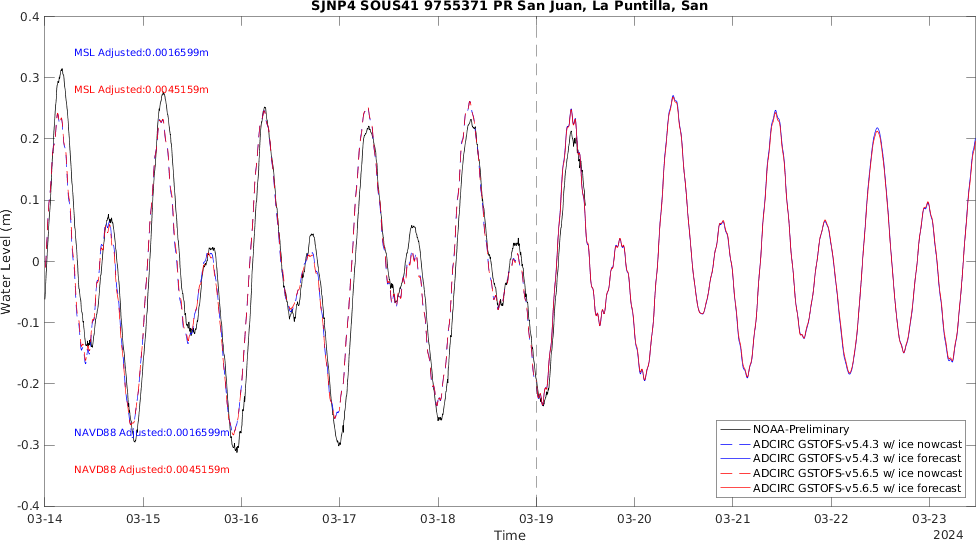 SJNP4 SOUS41 9755371 PR San Juan, La Puntilla, San
0.4
0.3
0.2
0.1
0
-0.1
-0.2
-0.3
-0.4
Water Level (m)
MSL Adjusted:0.0016599m
MSL Adjusted:0.0045159m
NAVD88 Adjusted:0.0016599m
NAVD88 Adjusted:0.0045159m
NOAA-Preliminary
ADCIRC GSTOFS-v5.4.3 w/ ice nowcast
ADCIRC GSTOFS-v5.4.3 w/ ice forecast
ADCIRC GSTOFS-v5.6.5 w/ ice nowcast
ADCIRC GSTOFS-v5.6.5 w/ ice forecast
03-14 03-15 03-16 03-17 03-18 03-19 03-20 03-21 03-22 03-23
Time
2024